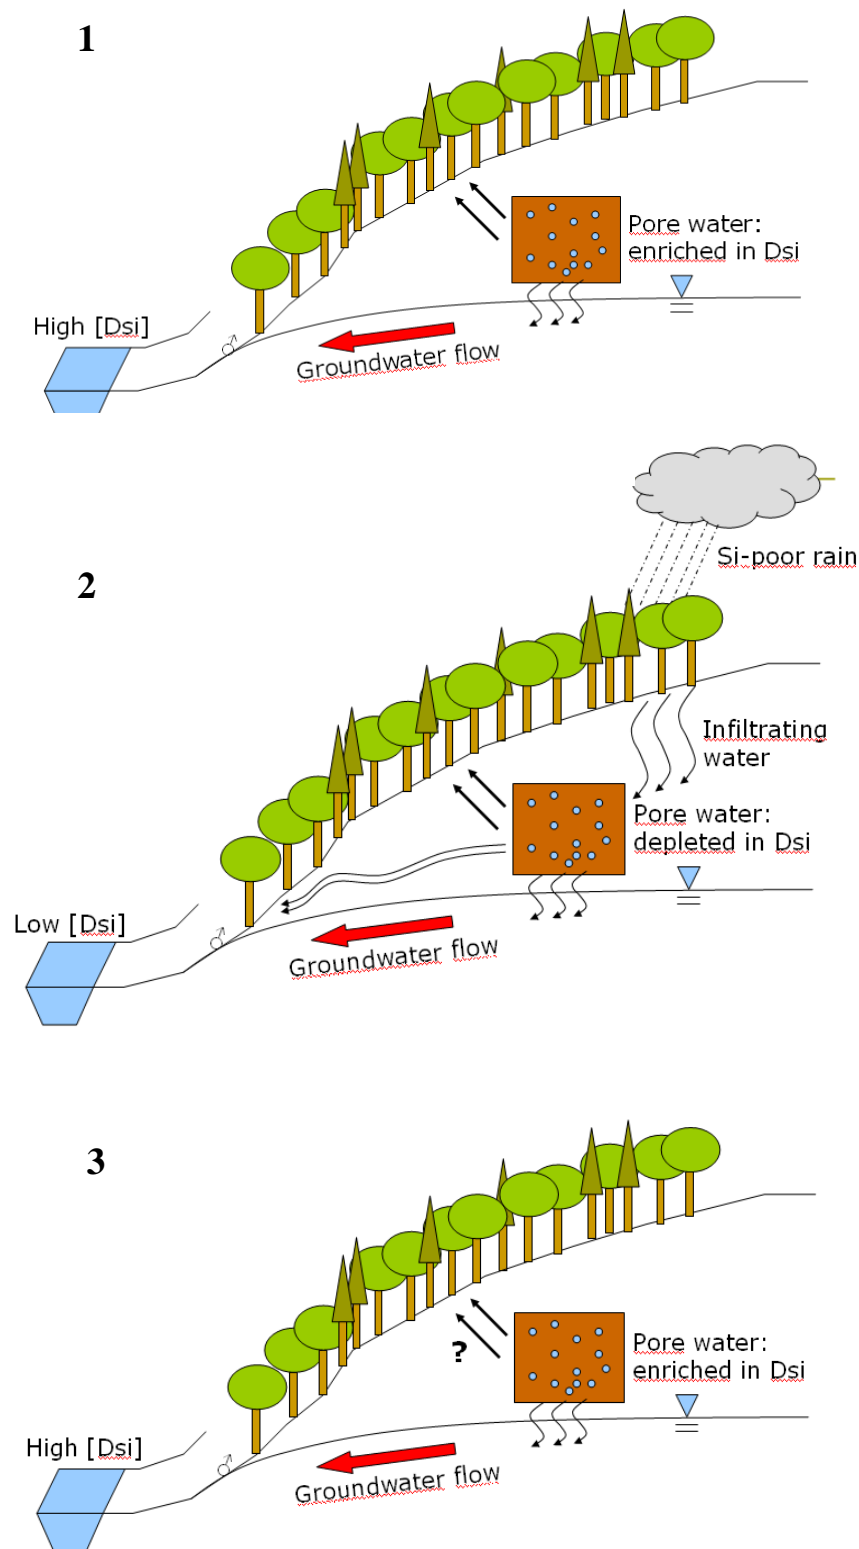 1
Pore water:
enriched in Dsi
High [Dsi]
Groundwater flow
2
Si-poor rain
Infiltrating
water
Pore water:
depleted in Dsi
Low [Dsi]
Groundwater flow
3
?
Pore water:
enriched in Dsi
High [Dsi]
Groundwater flow